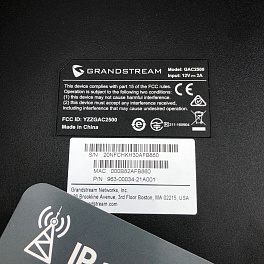 GRANDSTREAM
Model: GAC2500
Input: 12V⎓2A
This device complies with part 15 of the FCC rules.
Operation is subject to the following two conditions:
(1) this device may not cause harmful interference,
and (2) this device must accept any interference
received, including interference that may cause
undesired operation.
FCC ID: YZZGAC2500
Made in China
S/N: 20NFCHKH30AFB860
MAC: 000B82AFB860
P/N: 963-00034-21A001
Grandstream Networks, Inc.
Brookline Avenue, 3rd Floor Boston, MA 02215, USA
IP